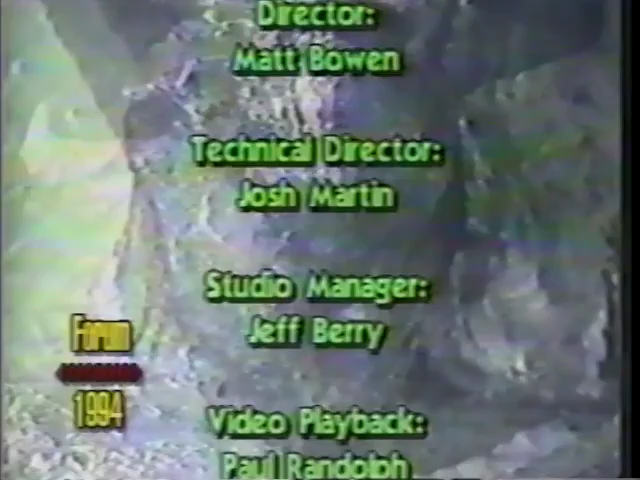 Director:
Matt Bowen
Technical Director:
Josh Martin
Studio Manager:
Jeff Berry
Forum
1994
Video Playback:
Paul Randolph